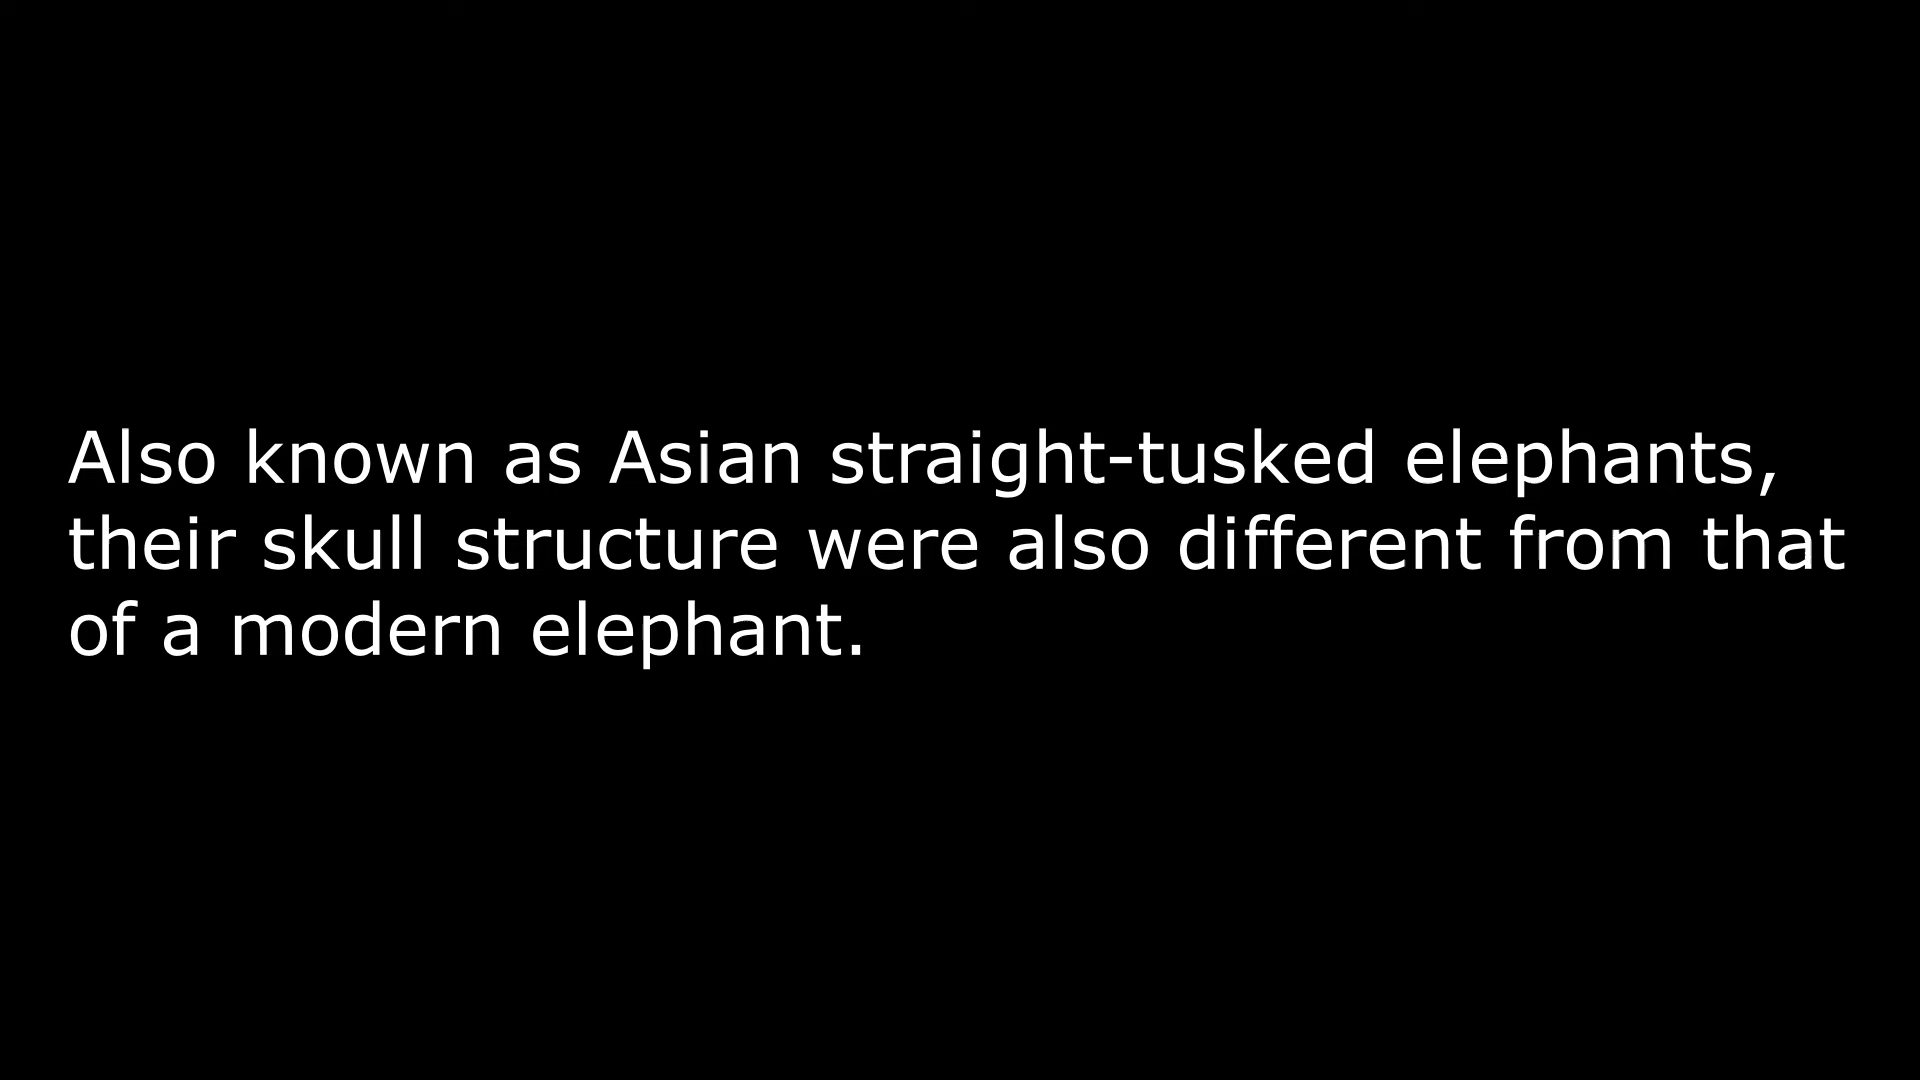 Also known as Asian straight-tusked elephants,
their skull structure were also different from that
of a modern elephant.